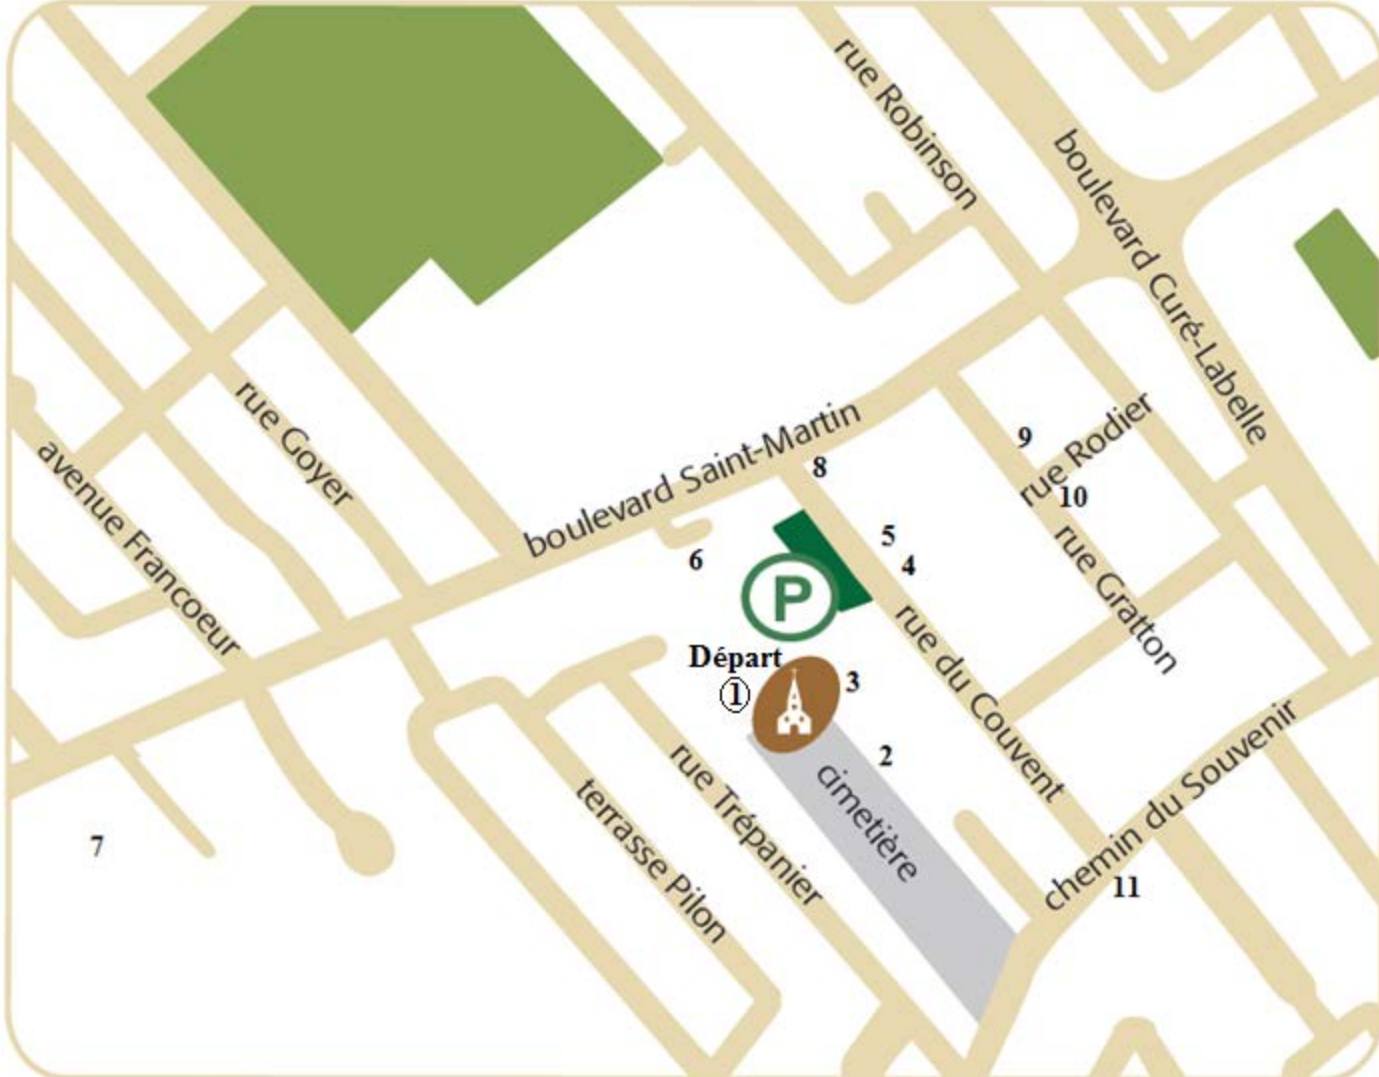 rue Robinson
boulevard Curé-Labelle
rue Goyer
boulevard Saint-Martin
rue Rodier
9
8
10
avenue Francoeur
5
6
4
P
rue Gratton
rue du Couvent
Départ
1
3
chemin du Souvenir
2
rue Trépanier
cimetière
terrasse Pilon
7
11